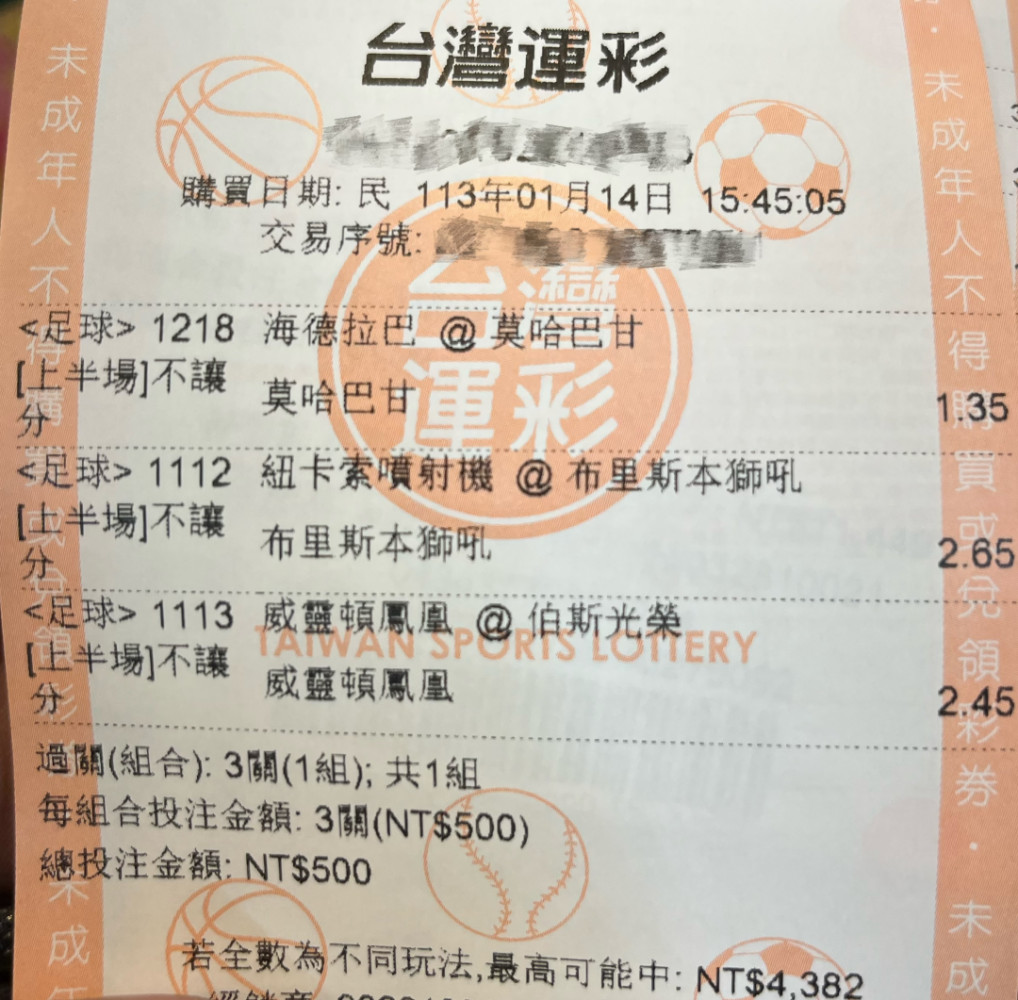 台灣運彩
購買日期: 民 113年01月14日 15:45:05
交易序號:
台灣
運彩
<足球> 1218 海德拉巴 @ 莫哈巴甘
[上半場]不讓分 莫哈巴甘 1.35
<足球> 1112 紐卡索噴射機 @ 布里斯本獅吼
[上半場]不讓分 布里斯本獅吼 2.65
<足球> 1113 威靈頓鳳凰 @ 伯斯光榮
TAIWAN SPORTS LOTTERY
[上半場]不讓分 威靈頓鳳凰 2.45
過關(組合): 3關(1組); 共1組
每組合投注金額: 3關(NT$500)
總投注金額: NT$500
若全數為不同玩法,最高可能中: NT$4,382
未成年人不得購買或兌領彩
未成年人不得購買或兌領彩券·未成